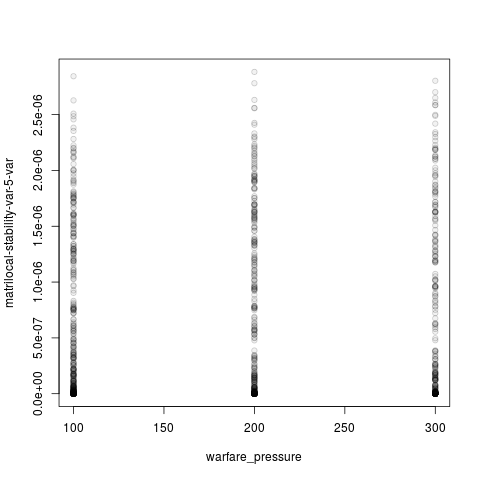 matrilocal-stability-var-5-var
2.5e-06
2.0e-06
1.5e-06
1.0e-06
5.0e-07
0.0e+00
100 150 200 250 300
warfare_pressure